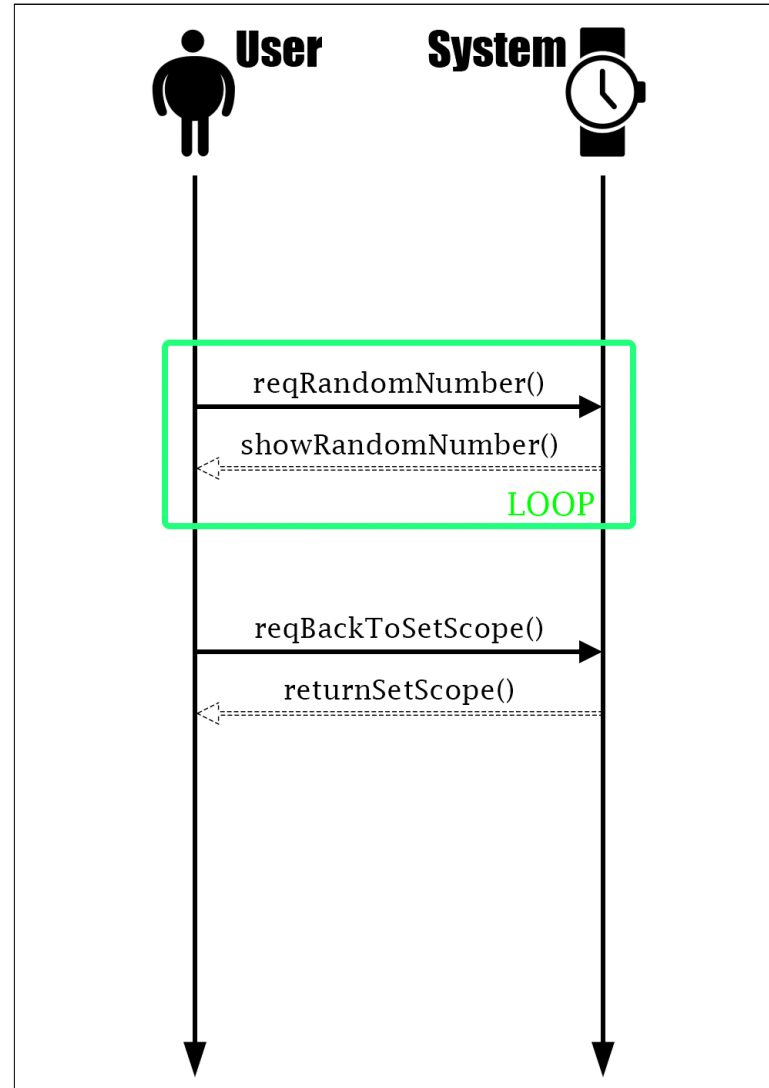 User System
reqRandomNumber()
showRandomNumber()
LOOP
reqBackToSetScope()
returnSetScope()